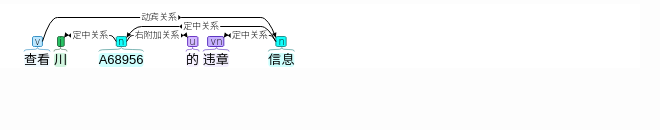 动宾关系
定中关系
定中关系 右附加关系 定中关系
v j n u vn n
查看 川 A68956 的 违章 信息